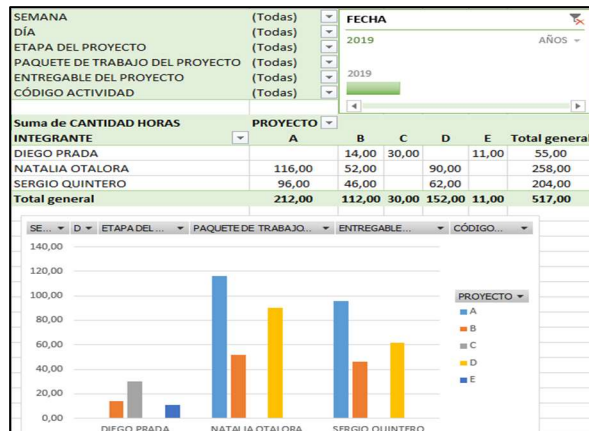 SEMANA (Todas)
DÍA (Todas)
ETAPA DEL PROYECTO (Todas)
PAQUETE DE TRABAJO DEL PROYECTO (Todas)
ENTREGABLE DEL PROYECTO (Todas)
CÓDIGO ACTIVIDAD (Todas)
FECHA
2019 AÑOS
2019
Suma de CANTIDAD HORAS PROYECTO
INTEGRANTE A B C D E Total general
DIEGO PRADA 14,00 30,00 11,00 55,00
NATALIA OTALORA 116,00 52,00 90,00 258,00
SERGIO QUINTERO 96,00 46,00 62,00 204,00
Total general 212,00 112,00 30,00 152,00 11,00 517,00
SE... D ETAPA DEL ... PAQUETE DE TRABAJO... ENTREGABLE... CÓDIGO...
140,00
120,00
100,00
80,00
60,00
40,00
20,00
0,00
DIEGO PRADA NATALIA OTALORA SERGIO QUINTERO
PROYECTO
A
B
C
D
E